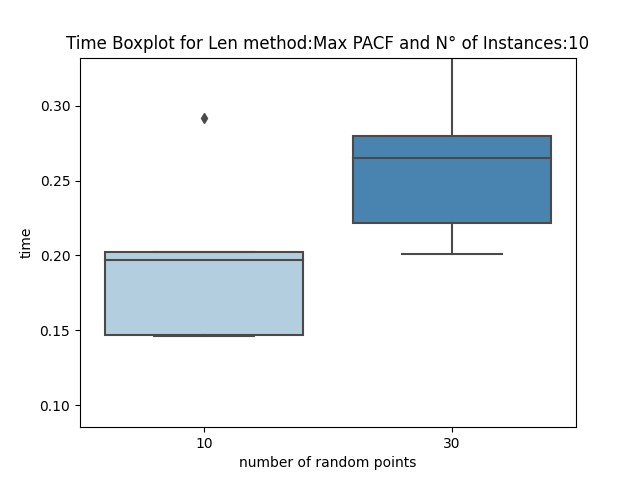 Time Boxplot for Len method:Max PACF and N° of Instances:10
0.30
0.25
0.20
0.15
0.10
time
10 30
number of random points